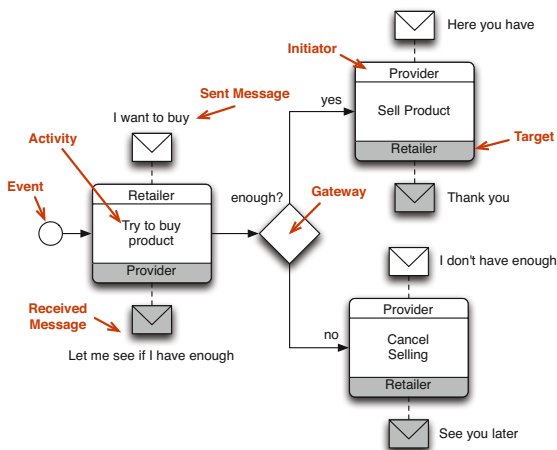 Here you have
Initiator
Provider
Sell Product
Retailer
Target
Thank you
Sent Message
I want to buy
yes
Activity
Event
Retailer
Try to buy
product
Provider
enough?
Gateway
Received
Message
Let me see if I have enough
I don't have enough
no
Provider
Cancel
Selling
Retailer
See you later